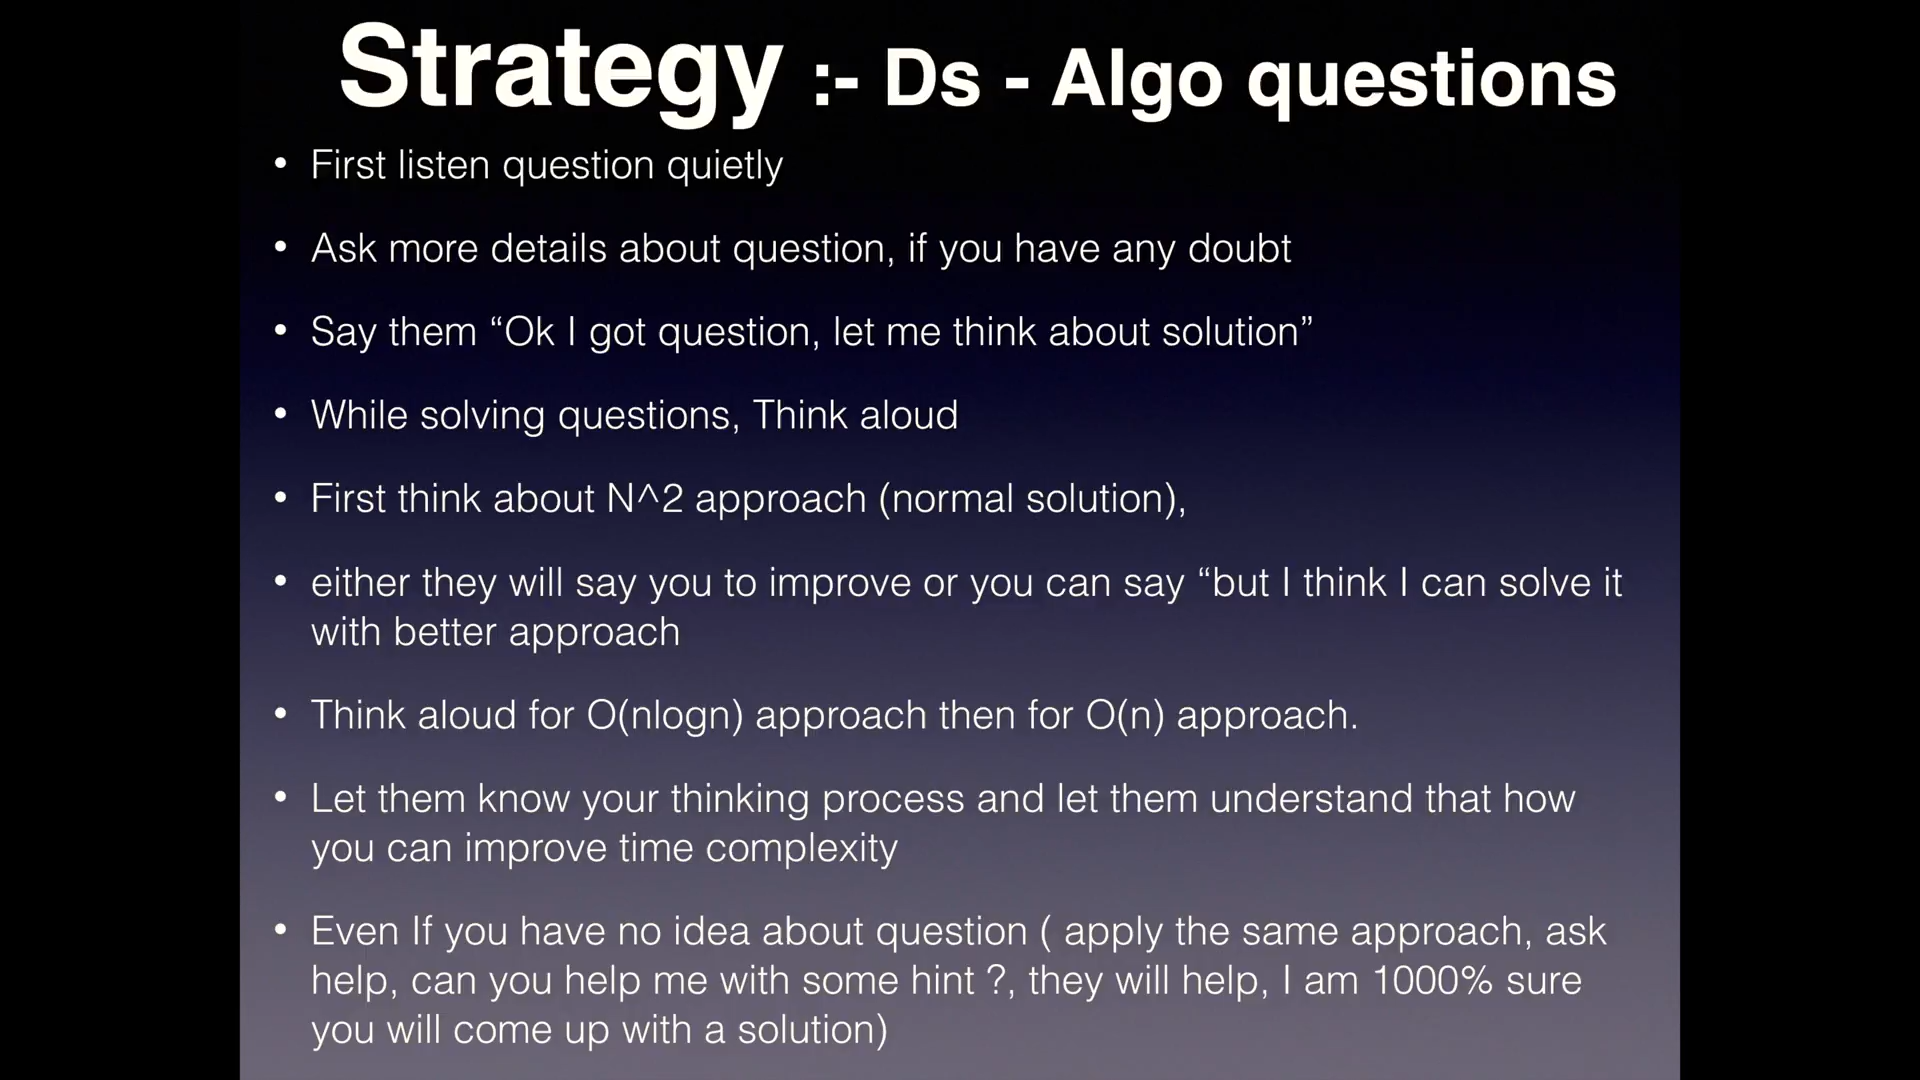 Strategy :- Ds - Algo questions
• First listen question quietly
• Ask more details about question, if you have any doubt
• Say them “Ok I got question, let me think about solution”
• While solving questions, Think aloud
• First think about N^2 approach (normal solution),
• either they will say you to improve or you can say “but I think I can solve it
with better approach
• Think aloud for O(nlogn) approach then for O(n) approach.
• Let them know your thinking process and let them understand that how
you can improve time complexity
• Even If you have no idea about question ( apply the same approach, ask
help, can you help me with some hint ?, they will help, I am 1000% sure
you will come up with a solution)